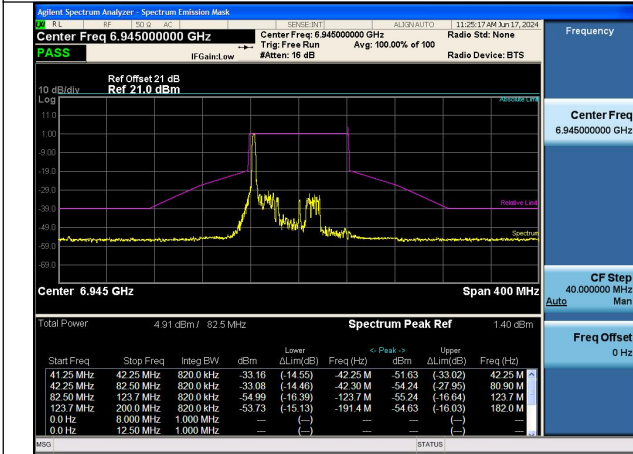 Agilent Spectrum Analyzer - Spectrum Emission Mask
RL RF 50 Ω AC SENSE:INT ALIGN AUTO 11:25:17 AM Jun 17, 2024
Center Freq 6.945000000 GHz Center Freq: 6.945000000 GHz Radio Std: None
Trig: Free Run Avg: 100.00% of 100
PASS IFGain:Low #Atten: 16 dB Radio Device: BTS
Ref Offset 21 dB
10 dB/div Ref 21.0 dBm
Log
Absolute Limit
11.0
1.00
-9.00
-19.0
-29.0
Relative Limit
-39.0
Spectrum
-49.0
-59.0
-69.0
Center 6.945 GHz Span 400 MHz
Total Power 4.91 dBm / 82.5 MHz Spectrum Peak Ref 1.40 dBm
Lower <- Peak -> Upper
Start Freq Stop Freq Integ BW dBm ΔLim(dB) Freq (Hz) dBm ΔLim(dB) Freq (Hz)
41.25 MHz 42.25 MHz 820.0 kHz -33.16 (-14.55) -42.25 M -51.63 (-33.02) 42.25 M
42.25 MHz 82.50 MHz 820.0 kHz -33.08 (-14.46) -42.30 M -54.24 (-27.95) 80.90 M
82.50 MHz 123.7 MHz 820.0 kHz -54.99 (-16.39) -123.7 M -55.24 (-16.64) 123.7 M
123.7 MHz 200.0 MHz 820.0 kHz -53.73 (-15.13) -191.4 M -54.63 (-16.03) 182.0 M
0.0 Hz 8.000 MHz 1.000 MHz --- (---) --- (---) ---
0.0 Hz 12.50 MHz 1.000 MHz --- (---) --- (---) ---
MSG STATUS
Frequency
Center Freq
6.945000000 GHz
CF Step
40.000000 MHz
Auto Man
Freq Offset
0 Hz